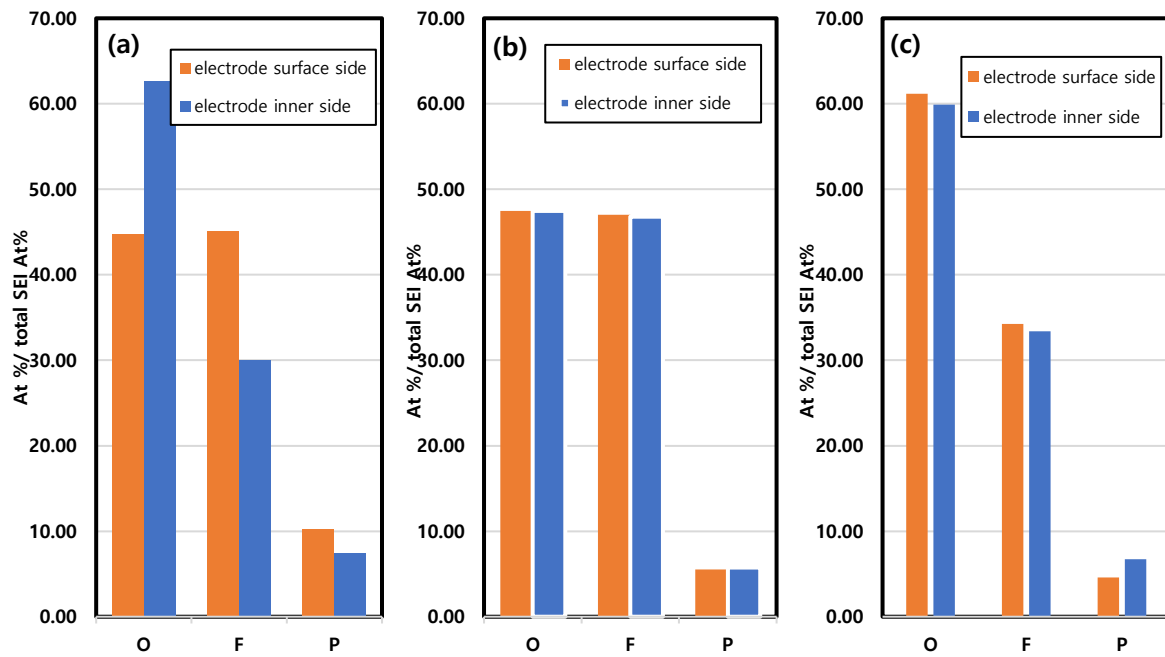 (a)
electrode surface side
electrode inner side
At %/ total SEI At%
70.00
60.00
50.00
40.00
30.00
20.00
10.00
0.00
O F P
(b)
electrode surface side
electrode inner side
At %/ total SEI At%
70.00
60.00
50.00
40.00
30.00
20.00
10.00
0.00
O F P
(c)
electrode surface side
electrode inner side
At %/ total SEI At%
70.00
60.00
50.00
40.00
30.00
20.00
10.00
0.00
O F P